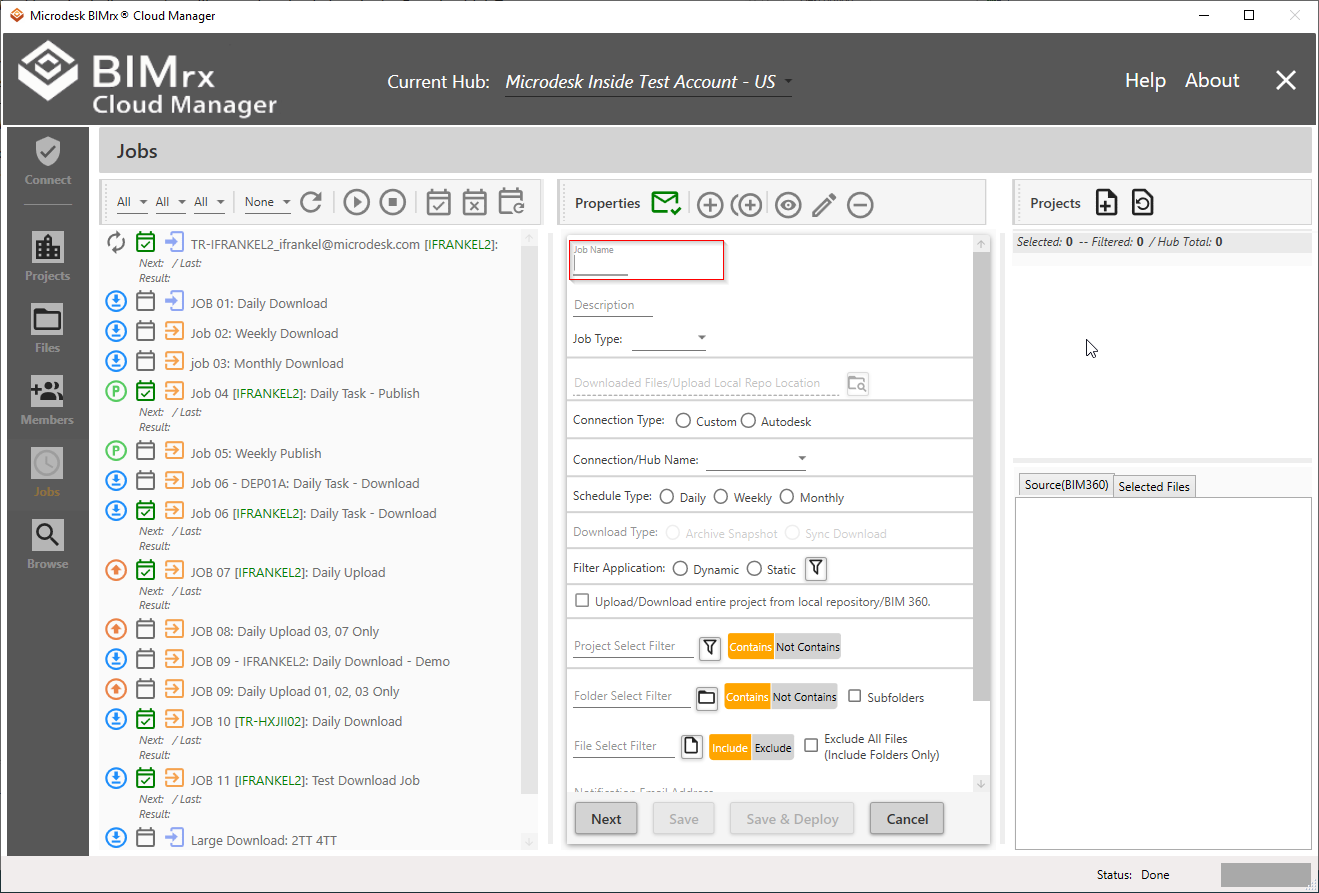 Microdesk BIMrx® Cloud Manager
BIMrx
Cloud Manager
Current Hub: Microdesk Inside Test Account - US
Help About
Connect
Projects
Files
Members
Jobs
Browse
Jobs
All All All None
TR-IFRANKEL2_ifrankel@microdesk.com [IFRANKEL2]:
Next: / Last:
Result:
JOB 01: Daily Download
Job 02: Weekly Download
job 03: Monthly Download
P Job 04 [IFRANKEL2]: Daily Task - Publish
Next: / Last:
Result:
P Job 05: Weekly Publish
Job 06 - DEP01A: Daily Task - Download
Job 06 [IFRANKEL2]: Daily Task - Download
Next: / Last:
Result:
JOB 07 [IFRANKEL2]: Daily Upload
Next: / Last:
Result:
JOB 08: Daily Upload 03, 07 Only
JOB 09 - IFRANKEL2: Daily Download - Demo
JOB 09: Daily Upload 01, 02, 03 Only
JOB 10 [TR-HXJII02]: Daily Download
Next: / Last:
Result:
JOB 11 [IFRANKEL2]: Test Download Job
Next: / Last:
Result:
Large Download: 2TT 4TT
Properties
Job Name
Description
Job Type:
Downloaded Files/Upload Local Repo Location
Connection Type: Custom Autodesk
Connection/Hub Name:
Schedule Type: Daily Weekly Monthly
Download Type: Archive Snapshot Sync Download
Filter Application: Dynamic Static
Upload/Download entire project from local repository/BIM 360.
Project Select Filter Contains Not Contains
Folder Select Filter Contains Not Contains Subfolders
File Select Filter Include Exclude Exclude All Files
(Include Folders Only)
Notification Email Address
Next Save Save & Deploy Cancel
Projects
Selected: 0 -- Filtered: 0 / Hub Total: 0
Source(BIM360) Selected Files
Status: Done